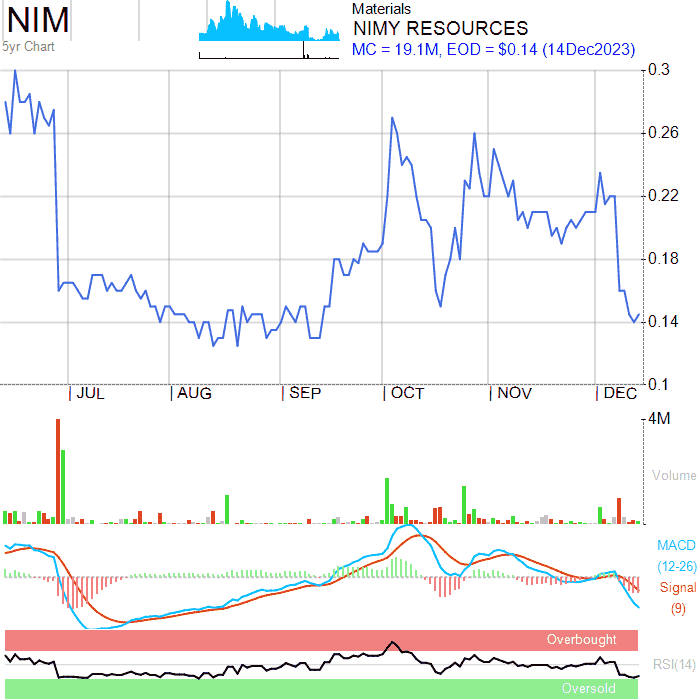 NIM
5yr Chart
Materials
NIMY RESOURCES
MC = 19.1M, EOD = $0.14 (14Dec2023)
0.3
0.26
0.22
0.18
0.14
0.1
JUL AUG SEP OCT NOV DEC
4M
Volume
MACD
(12-26)
Signal
(9)
Overbought
RSI(14)
Oversold